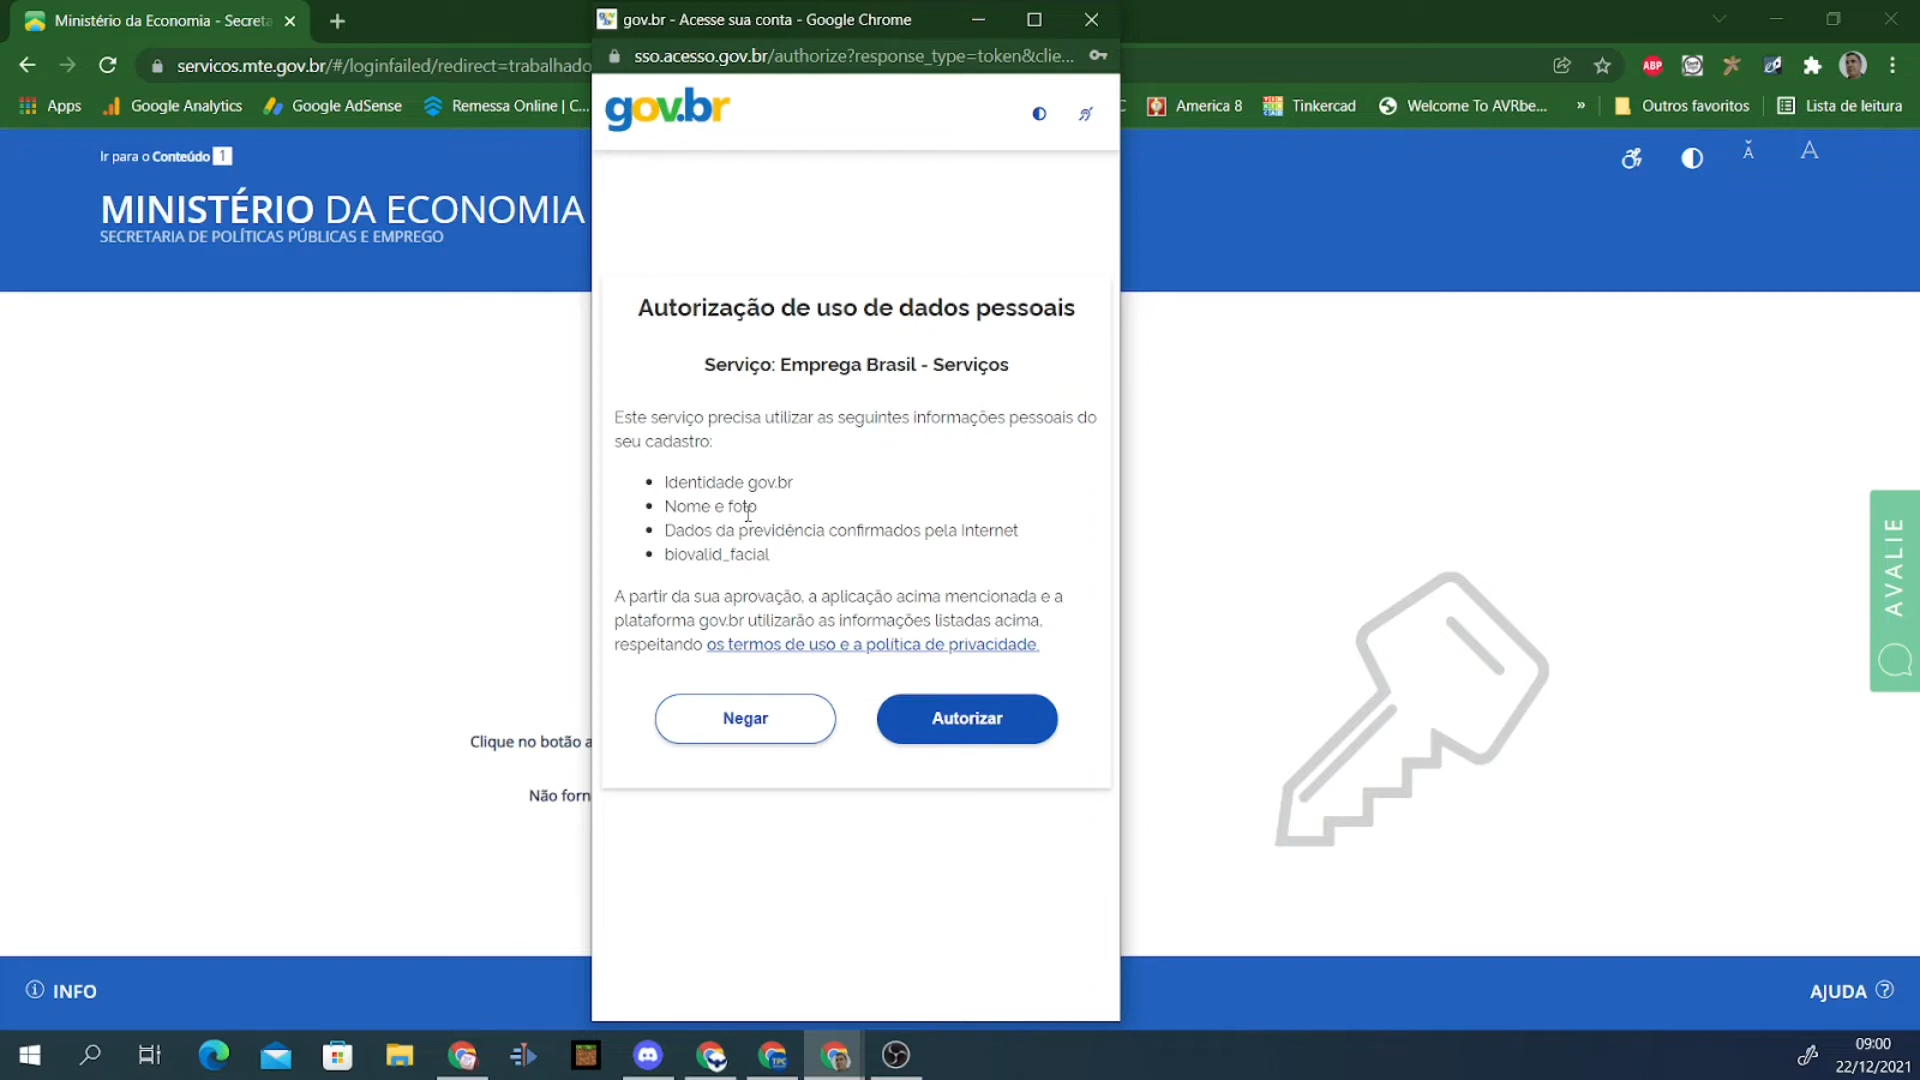 Ministério da Economia - Secreta
gov.br - Acesse sua conta - Google Chrome
servicos.mte.gov.br/#/loginfailed/redirect=trabalhado
sso.acesso.gov.br/authorize?response_type=token&clie...
ABP
Apps
Google Analytics
Google AdSense
Remessa Online | C...
America 8
Tinkercad
Welcome To AVRbe...
»
Outros favoritos
Lista de leitura
gov.br
Ir para o Conteúdo 1
MINISTÉRIO DA ECONOMIA
SECRETARIA DE POLÍTICAS PÚBLICAS E EMPREGO
A
A
Autorização de uso de dados pessoais
Serviço: Emprega Brasil - Serviços
Este serviço precisa utilizar as seguintes informações pessoais do
seu cadastro:
• Identidade gov.br
• Nome e foto
• Dados da previdência confirmados pela Internet
• biovalid_facial
A partir da sua aprovação, a aplicação acima mencionada e a
plataforma gov.br utilizarão as informações listadas acima,
respeitando os termos de uso e a política de privacidade.
Negar
Autorizar
Clique no botão a
Não forn
AVALIE
INFO
AJUDA
TPC
09:00
22/12/2021